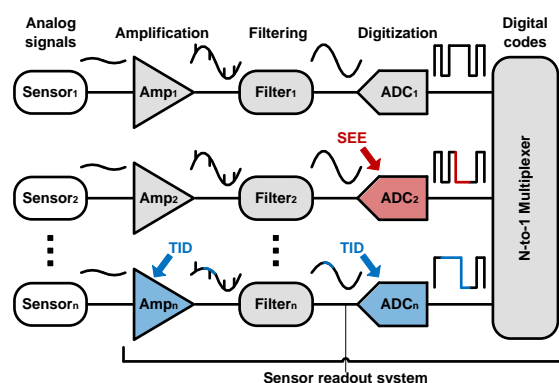 Analog signals
Amplification
Filtering
Digitization
Digital codes
Sensor1
Amp1
Filter1
ADC1
SEE
Sensor2
Amp2
Filter2
ADC2
N-to-1 Multiplexer
TID
TID
Sensorn
Ampn
Filtern
ADCn
Sensor readout system